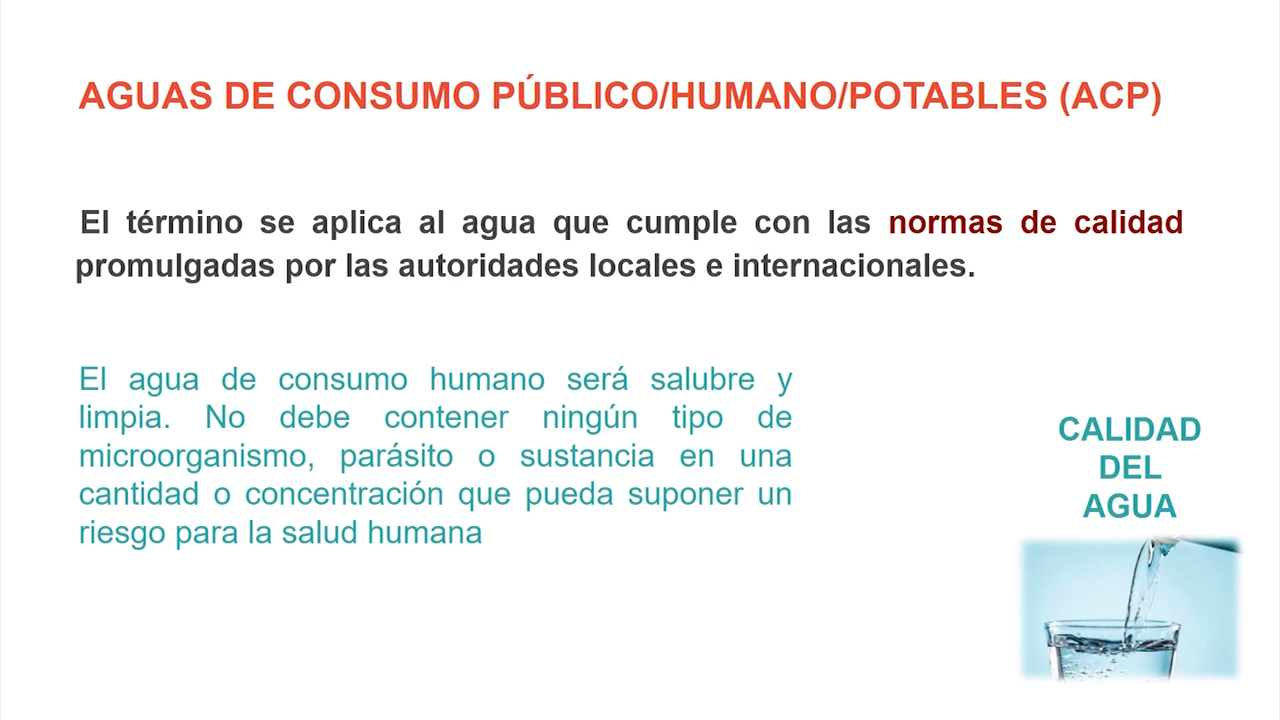 AGUAS DE CONSUMO PÚBLICO/HUMANO/POTABLES (ACP)
El término se aplica al agua que cumple con las normas de calidad
promulgadas por las autoridades locales e internacionales.
El agua de consumo humano será salubre y
limpia. No debe contener ningún tipo de
microorganismo, parásito o sustancia en una
cantidad o concentración que pueda suponer un
riesgo para la salud humana
CALIDAD
DEL
AGUA